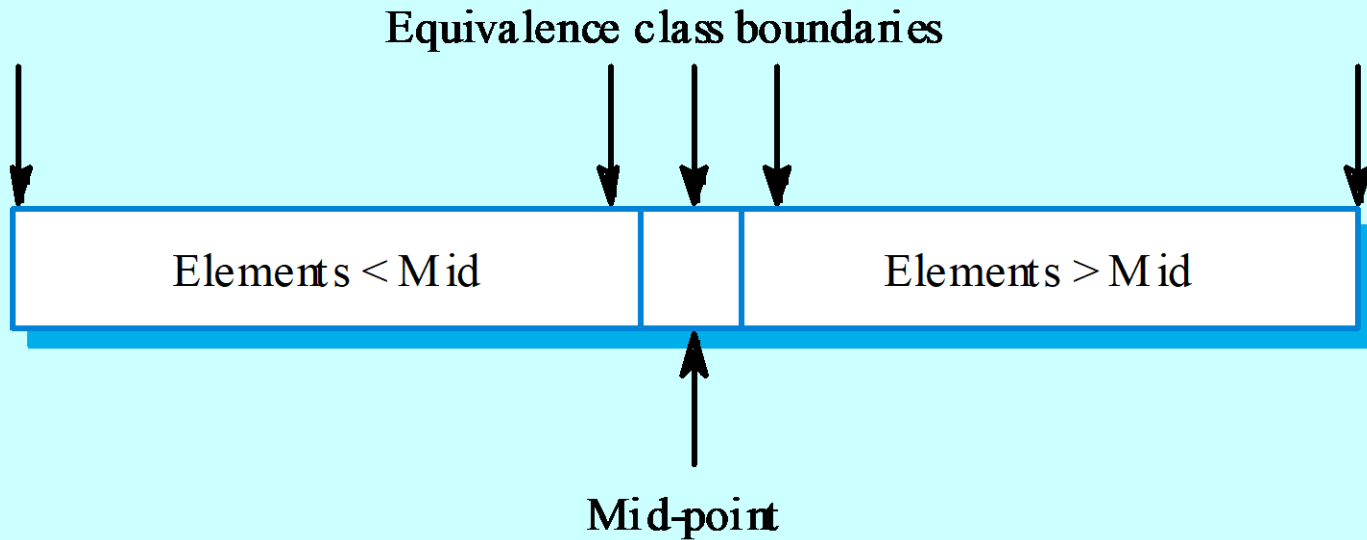 Equivalence class boundaries
Elements < Mid
Elements > Mid
Mid-point